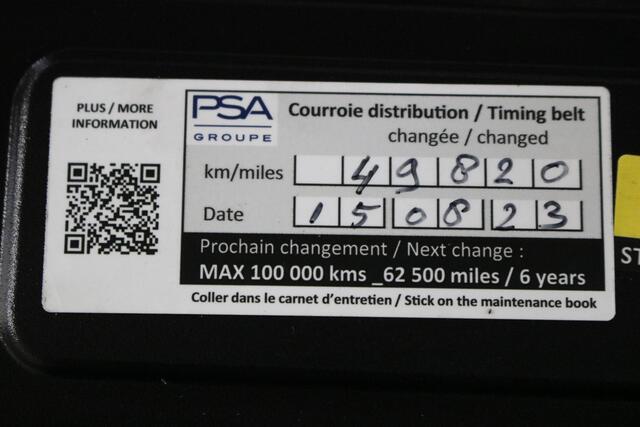 PLUS / MORE
INFORMATION
PSA
GROUPE
Courroie distribution / Timing belt
changée / changed
km/miles 49820
Date 150823
Prochain changement / Next change :
MAX 100 000 kms _62 500 miles / 6 years
Coller dans le carnet d'entretien / Stick on the maintenance book
ST